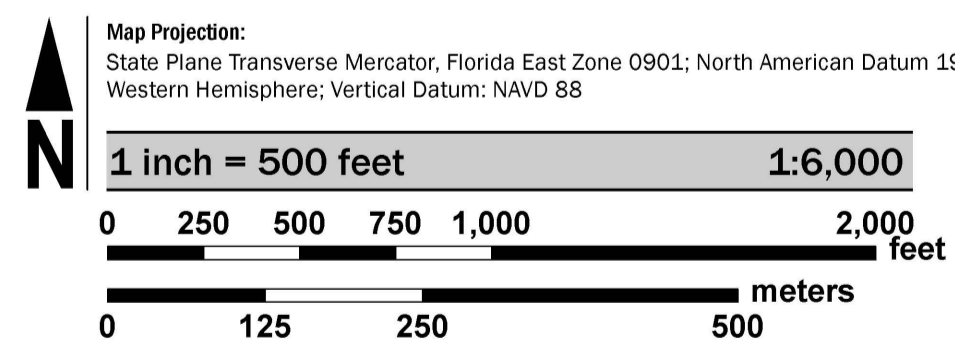 Map Projection:
State Plane Transverse Mercator, Florida East Zone 0901; North American Datum
Western Hemisphere; Vertical Datum: NAVD 88
N
1 inch = 500 feet 1:6,000
0 250 500 750 1,000 2,000
feet
meters
0 125 250 500